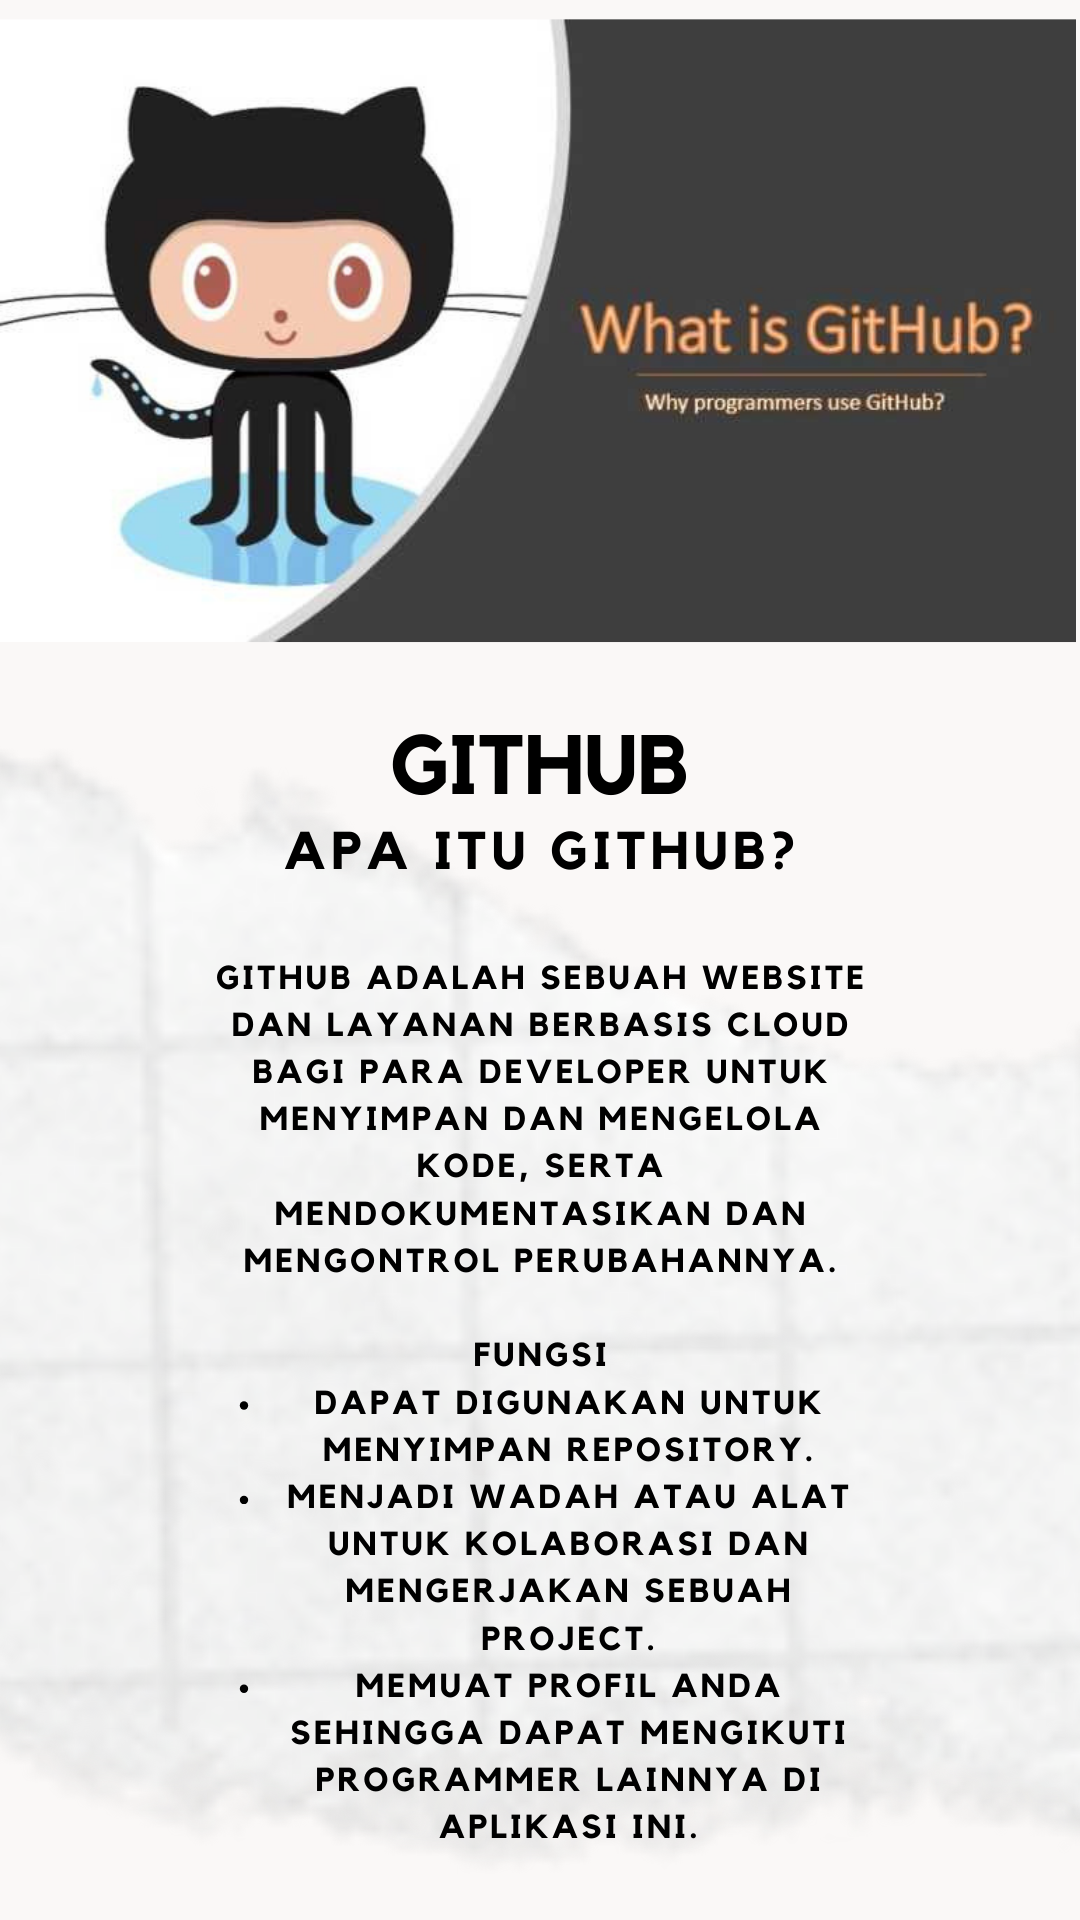 What is GitHub?
Why programmers use GitHub?
GITHUB
APA ITU GITHUB?
GITHUB ADALAH SEBUAH WEBSITE
DAN LAYANAN BERBASIS CLOUD
BAGI PARA DEVELOPER UNTUK
MENYIMPAN DAN MENGELOLA
KODE, SERTA
MENDOKUMENTASIKAN DAN
MENGONTROL PERUBAHANNYA.
FUNGSI
• DAPAT DIGUNAKAN UNTUK
MENYIMPAN REPOSITORY.
• MENJADI WADAH ATAU ALAT
UNTUK KOLABORASI DAN
MENGERJAKAN SEBUAH
PROJECT.
• MEMUAT PROFIL ANDA
SEHINGGA DAPAT MENGIKUTI
PROGRAMMER LAINNYA DI
APLIKASI INI.